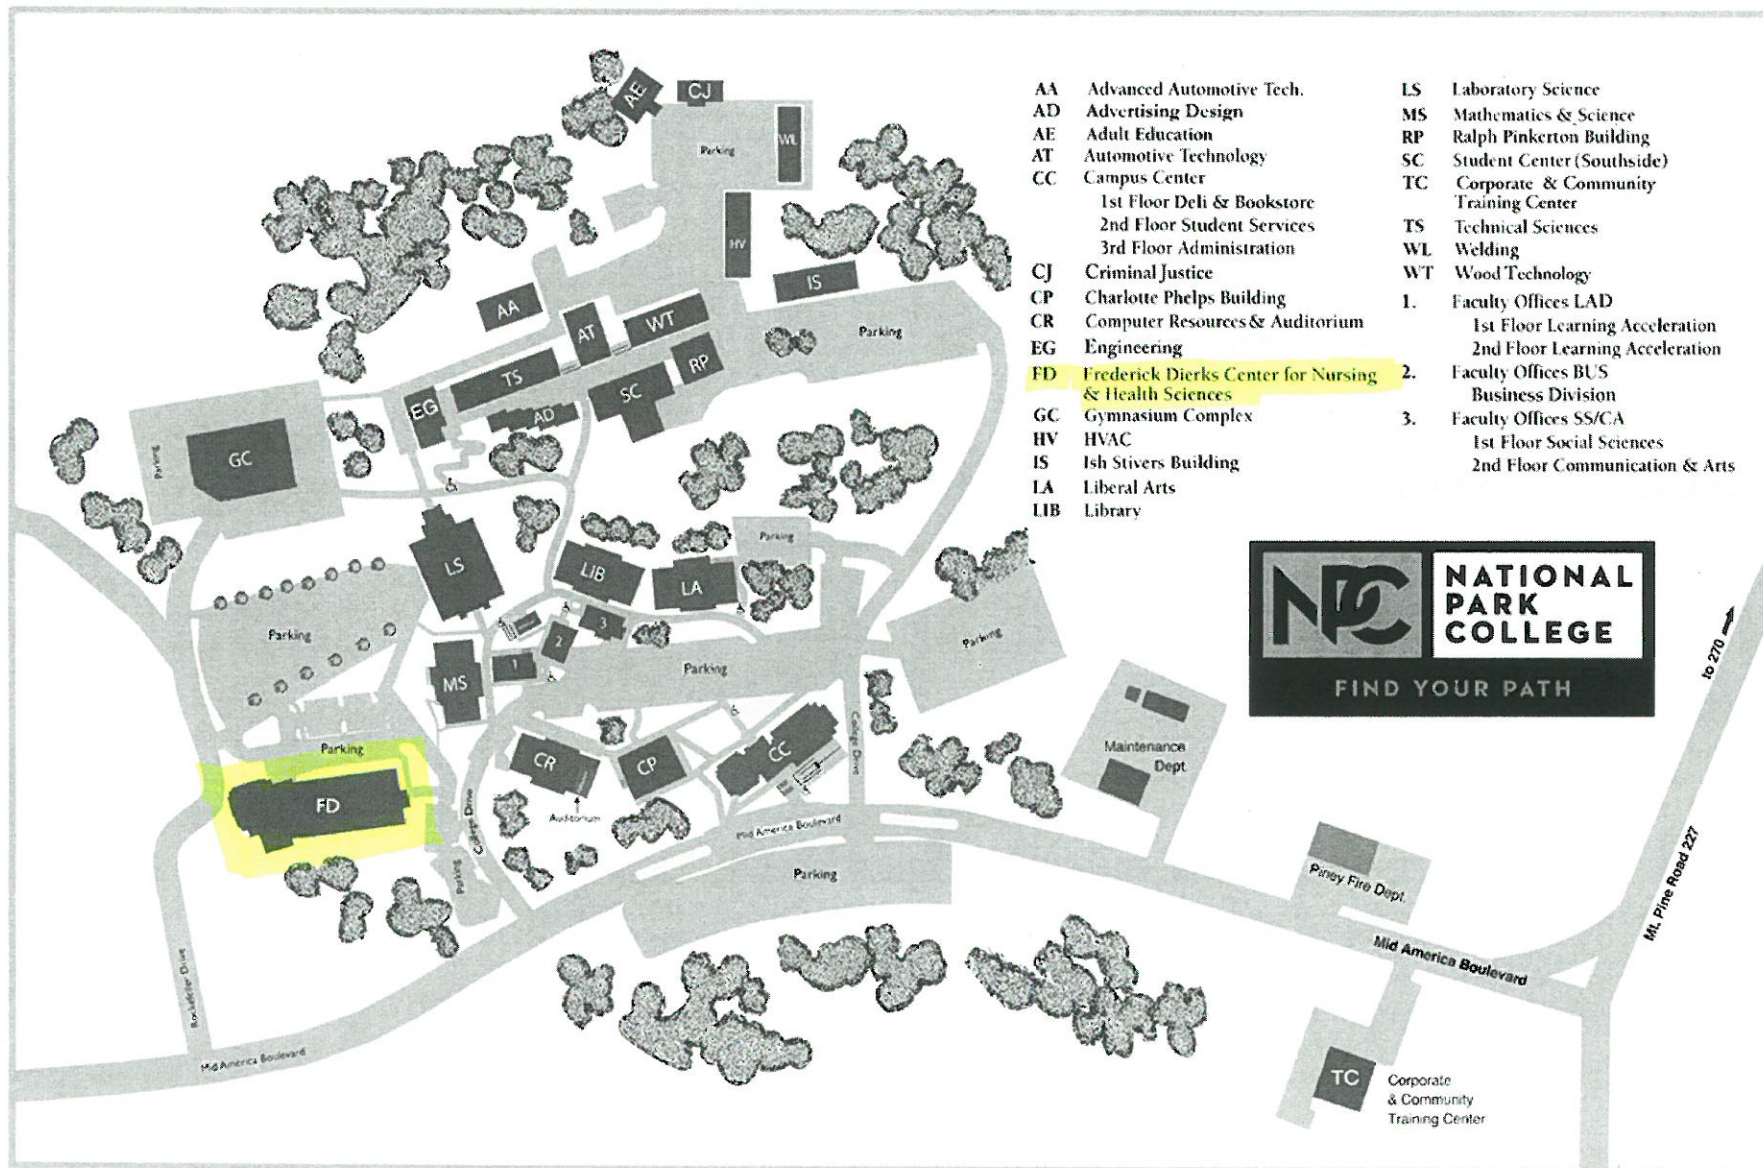 AA Advanced Automotive Tech.
AD Advertising Design
AE Adult Education
AT Automotive Technology
CC Campus Center
1st Floor Deli & Bookstore
2nd Floor Student Services
3rd Floor Administration
CJ Criminal Justice
CP Charlotte Phelps Building
CR Computer Resources & Auditorium
EG Engineering
FD Frederick Dierks Center for Nursing
& Health Sciences
GC Gymnasium Complex
HV HVAC
IS Ish Stivers Building
LA Liberal Arts
LIB Library
LS Laboratory Science
MS Mathematics & Science
RP Ralph Pinkerton Building
SC Student Center (Southside)
TC Corporate & Community
Training Center
TS Technical Sciences
WL Welding
WT Wood Technology
1. Faculty Offices LAD
1st Floor Learning Acceleration
2nd Floor Learning Acceleration
2. Faculty Offices BUS
Business Division
3. Faculty Offices SS/CA
1st Floor Social Sciences
2nd Floor Communication & Arts
NPC
NATIONAL
PARK
COLLEGE
FIND YOUR PATH
AE
CJ
WL
Parking
HV
IS
AA
AT
WT
Parking
TS
RP
SC
EG
AD
GC
Parking
LS
LIB
LA
Parking
3
2
1
Parking
MS
Parking
Parking
Parking
FD
CR
Auditorium
CP
CC
College Drive
College Drive
Parking
Mid America Boulevard
Parking
Maintenance
Dept.
Piney Fire Dept.
Mid America Boulevard
Mt. Pine Road 227
to 270
Rockefeller Drive
Mid America Boulevard
TC
Corporate
& Community
Training Center